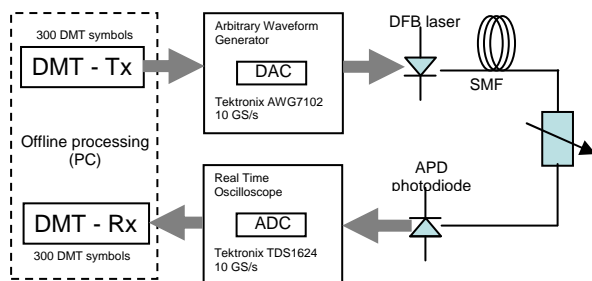 300 DMT symbols
DMT - Tx
Offline processing
(PC)
DMT - Rx
300 DMT symbols
Arbitrary Waveform
Generator
DAC
Tektronix AWG7102
10 GS/s
Real Time
Oscilloscope
ADC
Tektronix TDS1624
10 GS/s
DFB laser
SMF
APD
photodiode